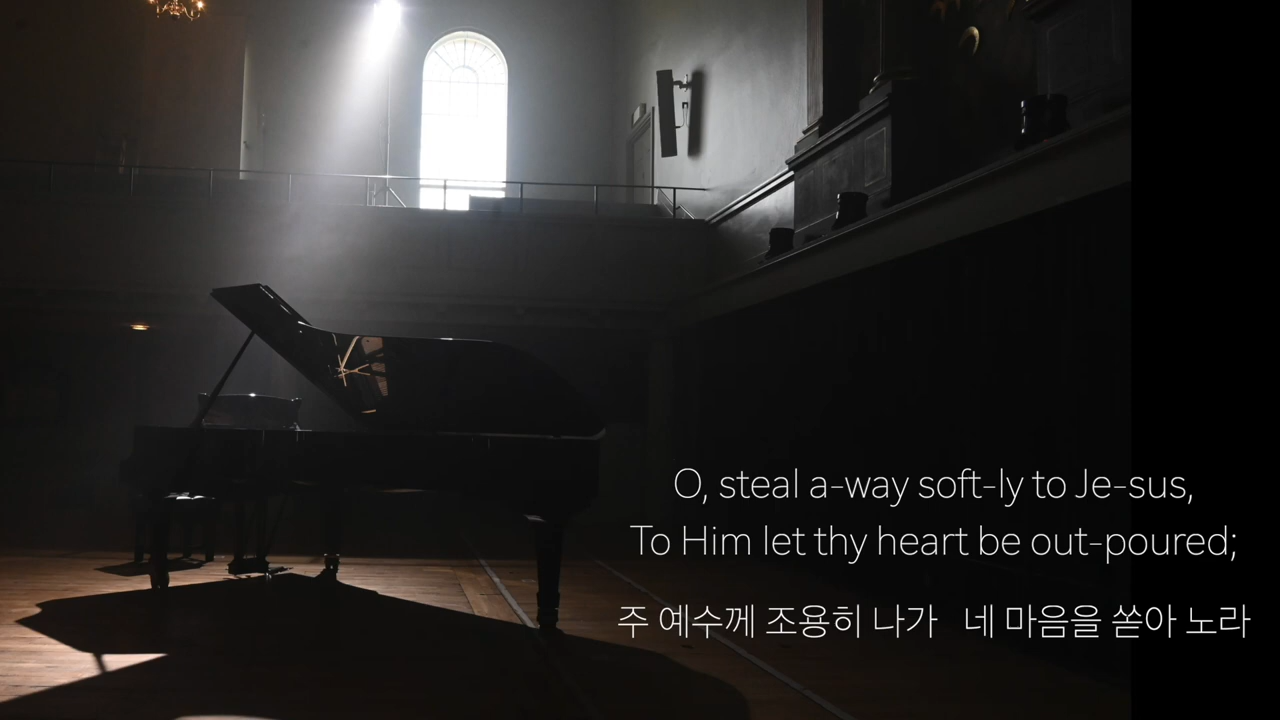 O, steal a-way soft-ly to Je-sus,
To Him let thy heart be out-poured;
주 예수께 조용히 나가 네 마음을 쏟아 노라